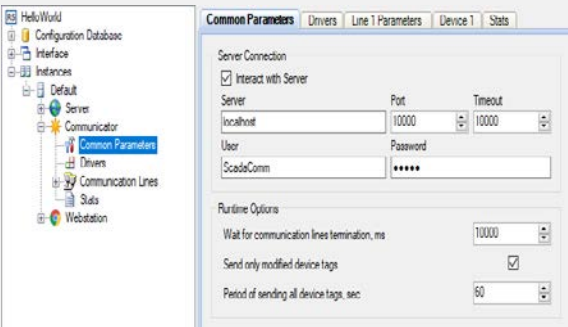 RS HelloWorld
Configuration Database
Interface
Instances
Default
Server
Communicator
Common Parameters
Drivers
Communication Lines
Stats
Webstation
Common Parameters Drivers Line 1 Parameters Device 1 Stats
Server Connection
Interact with Server
Server Port Timeout
localhost 10000 10000
User Password
ScadaComm •••••
Runtime Options
Wait for communication lines termination, ms 10000
Send only modified device tags
Period of sending all device tags, sec 60